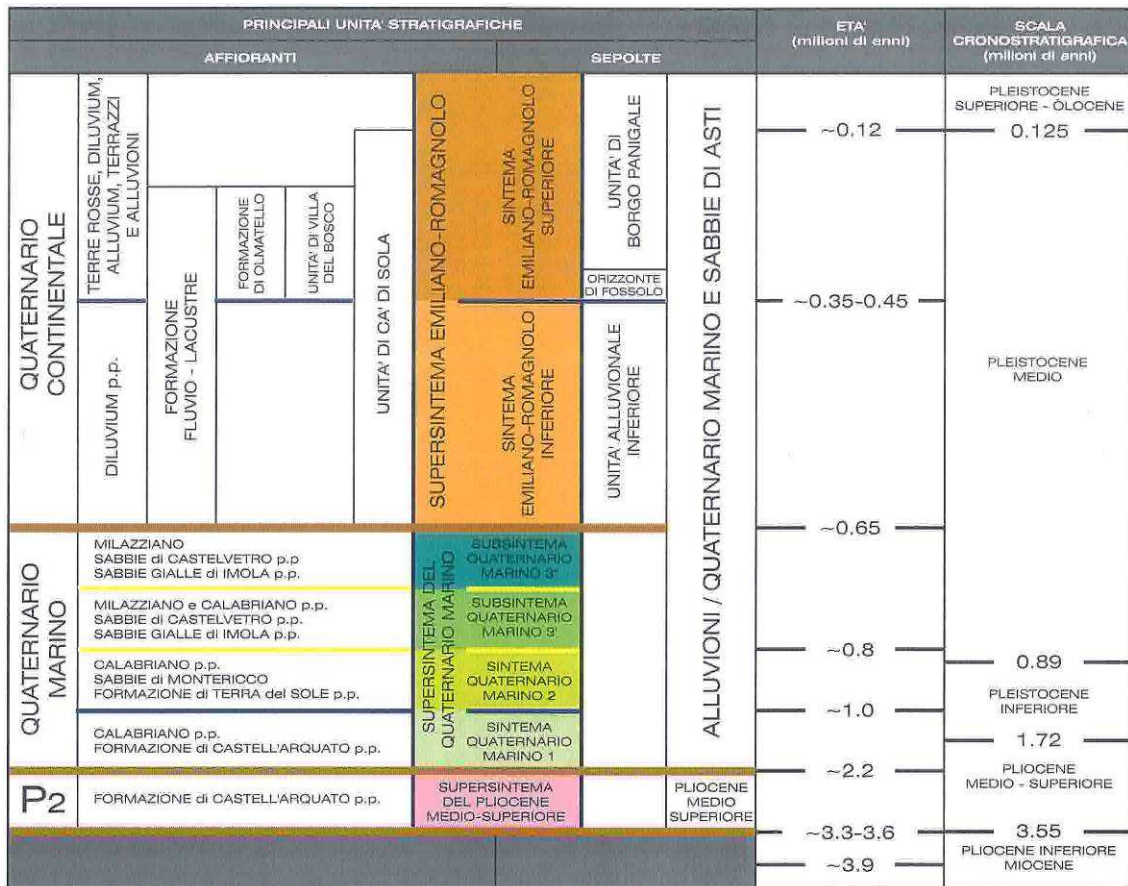 PRINCIPALI UNITA' STRATIGRAFICHE
AFFIORANTI
SEPOLTE
ETA'
(milioni di enni)
SCALA
CRONOSTRATIGRAFICA
(milioni di anni)
QUATERNARIO
CONTINENTALE
TERRE ROSSE, DILUVIUM,
ALLUVIUM, TERRAZZI
E ALLUVIONI
DILUVIUM p.p.
FORMAZIONE
FLUVIO - LACUSTRE
FORMAZIONE
DI OLMATELLO
UNITA' DI VILLA
DEL BOSCO
UNITA' DI CA' DI SOLA
SUPERSINTEMA EMILIANO-ROMAGNOLO
SINTEMA
EMILIANO-ROMAGNOLO
SUPERIORE
SINTEMA
EMILIANO-ROMAGNOLO
INFERIORE
UNITA' DI
BORGO PANIGALE
ORIZZONTE
DI FOSSOLO
UNITA' ALLUVIONALE
INFERIORE
ALLUVIONI / QUATERNARIO MARINO E SABBIE DI ASTI
QUATERNARIO
MARINO
MILAZZIANO
SABBIE di CASTELVETRO p.p
SABBIE GIALLE di IMOLA p.p.
MILAZZIANO e CALABRIANO p.p.
SABBIE di CASTELVETRO p.p.
SABBIE GIALLE di IMOLA p.p.
CALABRIANO p.p.
SABBIE di MONTERICCO
FORMAZIONE di TERRA del SOLE p.p.
CALABRIANO p.p.
FORMAZIONE di CASTELL'ARQUATO p.p.
SUPERSINTEMA DEL
QUATERNARIO MARINO
SUBSINTEMA
QUATERNARIO
MARINO 3"
SUBSINTEMA
QUATERNARIO
MARINO 3'
SINTEMA
QUATERNARIO
MARINO 2
SINTEMA
QUATERNARIO
MARINO 1
P2
FORMAZIONE di CASTELL'ARQUATO p.p.
SUPERSINTEMA
DEL PLIOCENE
MEDIO-SUPERIORE
PLIOCENE
MEDIO
SUPERIORE
~0.12
~0.35-0.45
~0.65
~0.8
~1.0
~2.2
~3.3-3.6
~3.9
PLEISTOCENE
SUPERIORE - ÒLOCENE
0.125
PLEISTOCENE
MEDIO
0.89
PLEISTOCENE
INFERIORE
1.72
PLIOCENE
MEDIO - SUPERIORE
3.55
PLIOCENE INFERIORE
MIOCENE